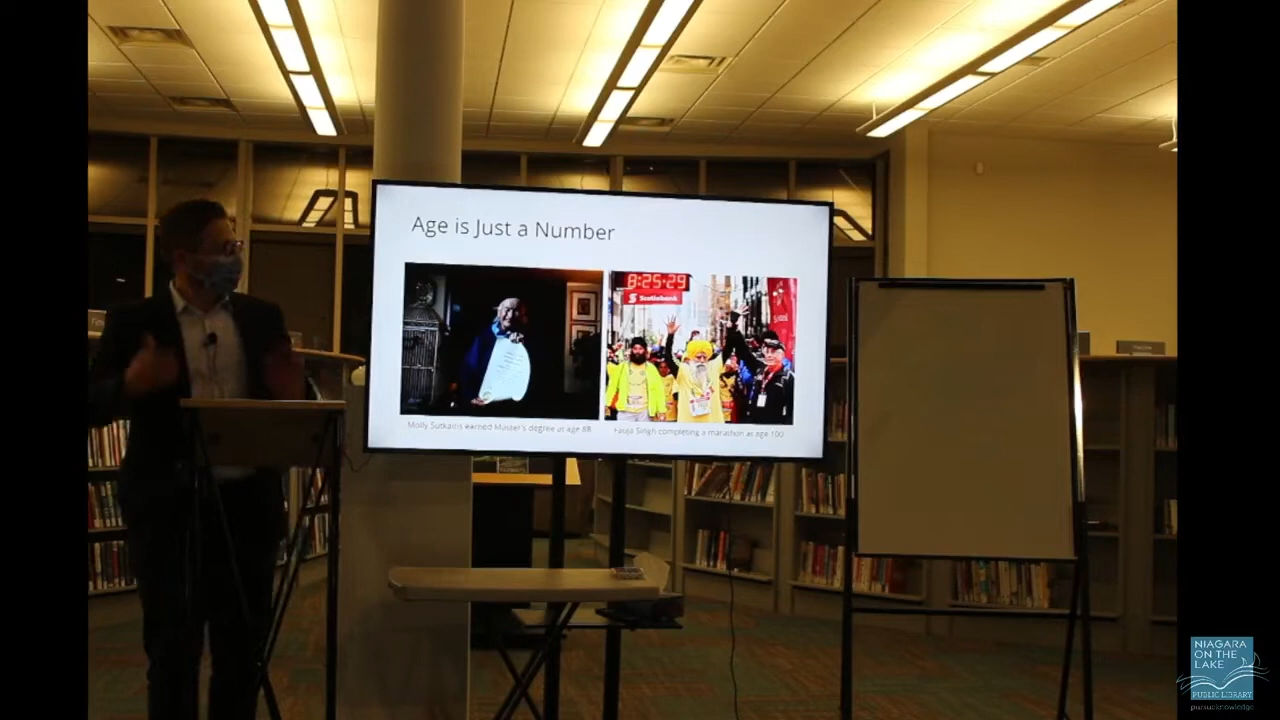 Age is Just a Number
8:25:29
Scotiabank
Molly Sutkaitis earned Master's degree at age 88
Fauja Singh completing a marathon at age 100
NIAGARA
ON THE
LAKE
PUBLIC LIBRARY
pursueknowledge